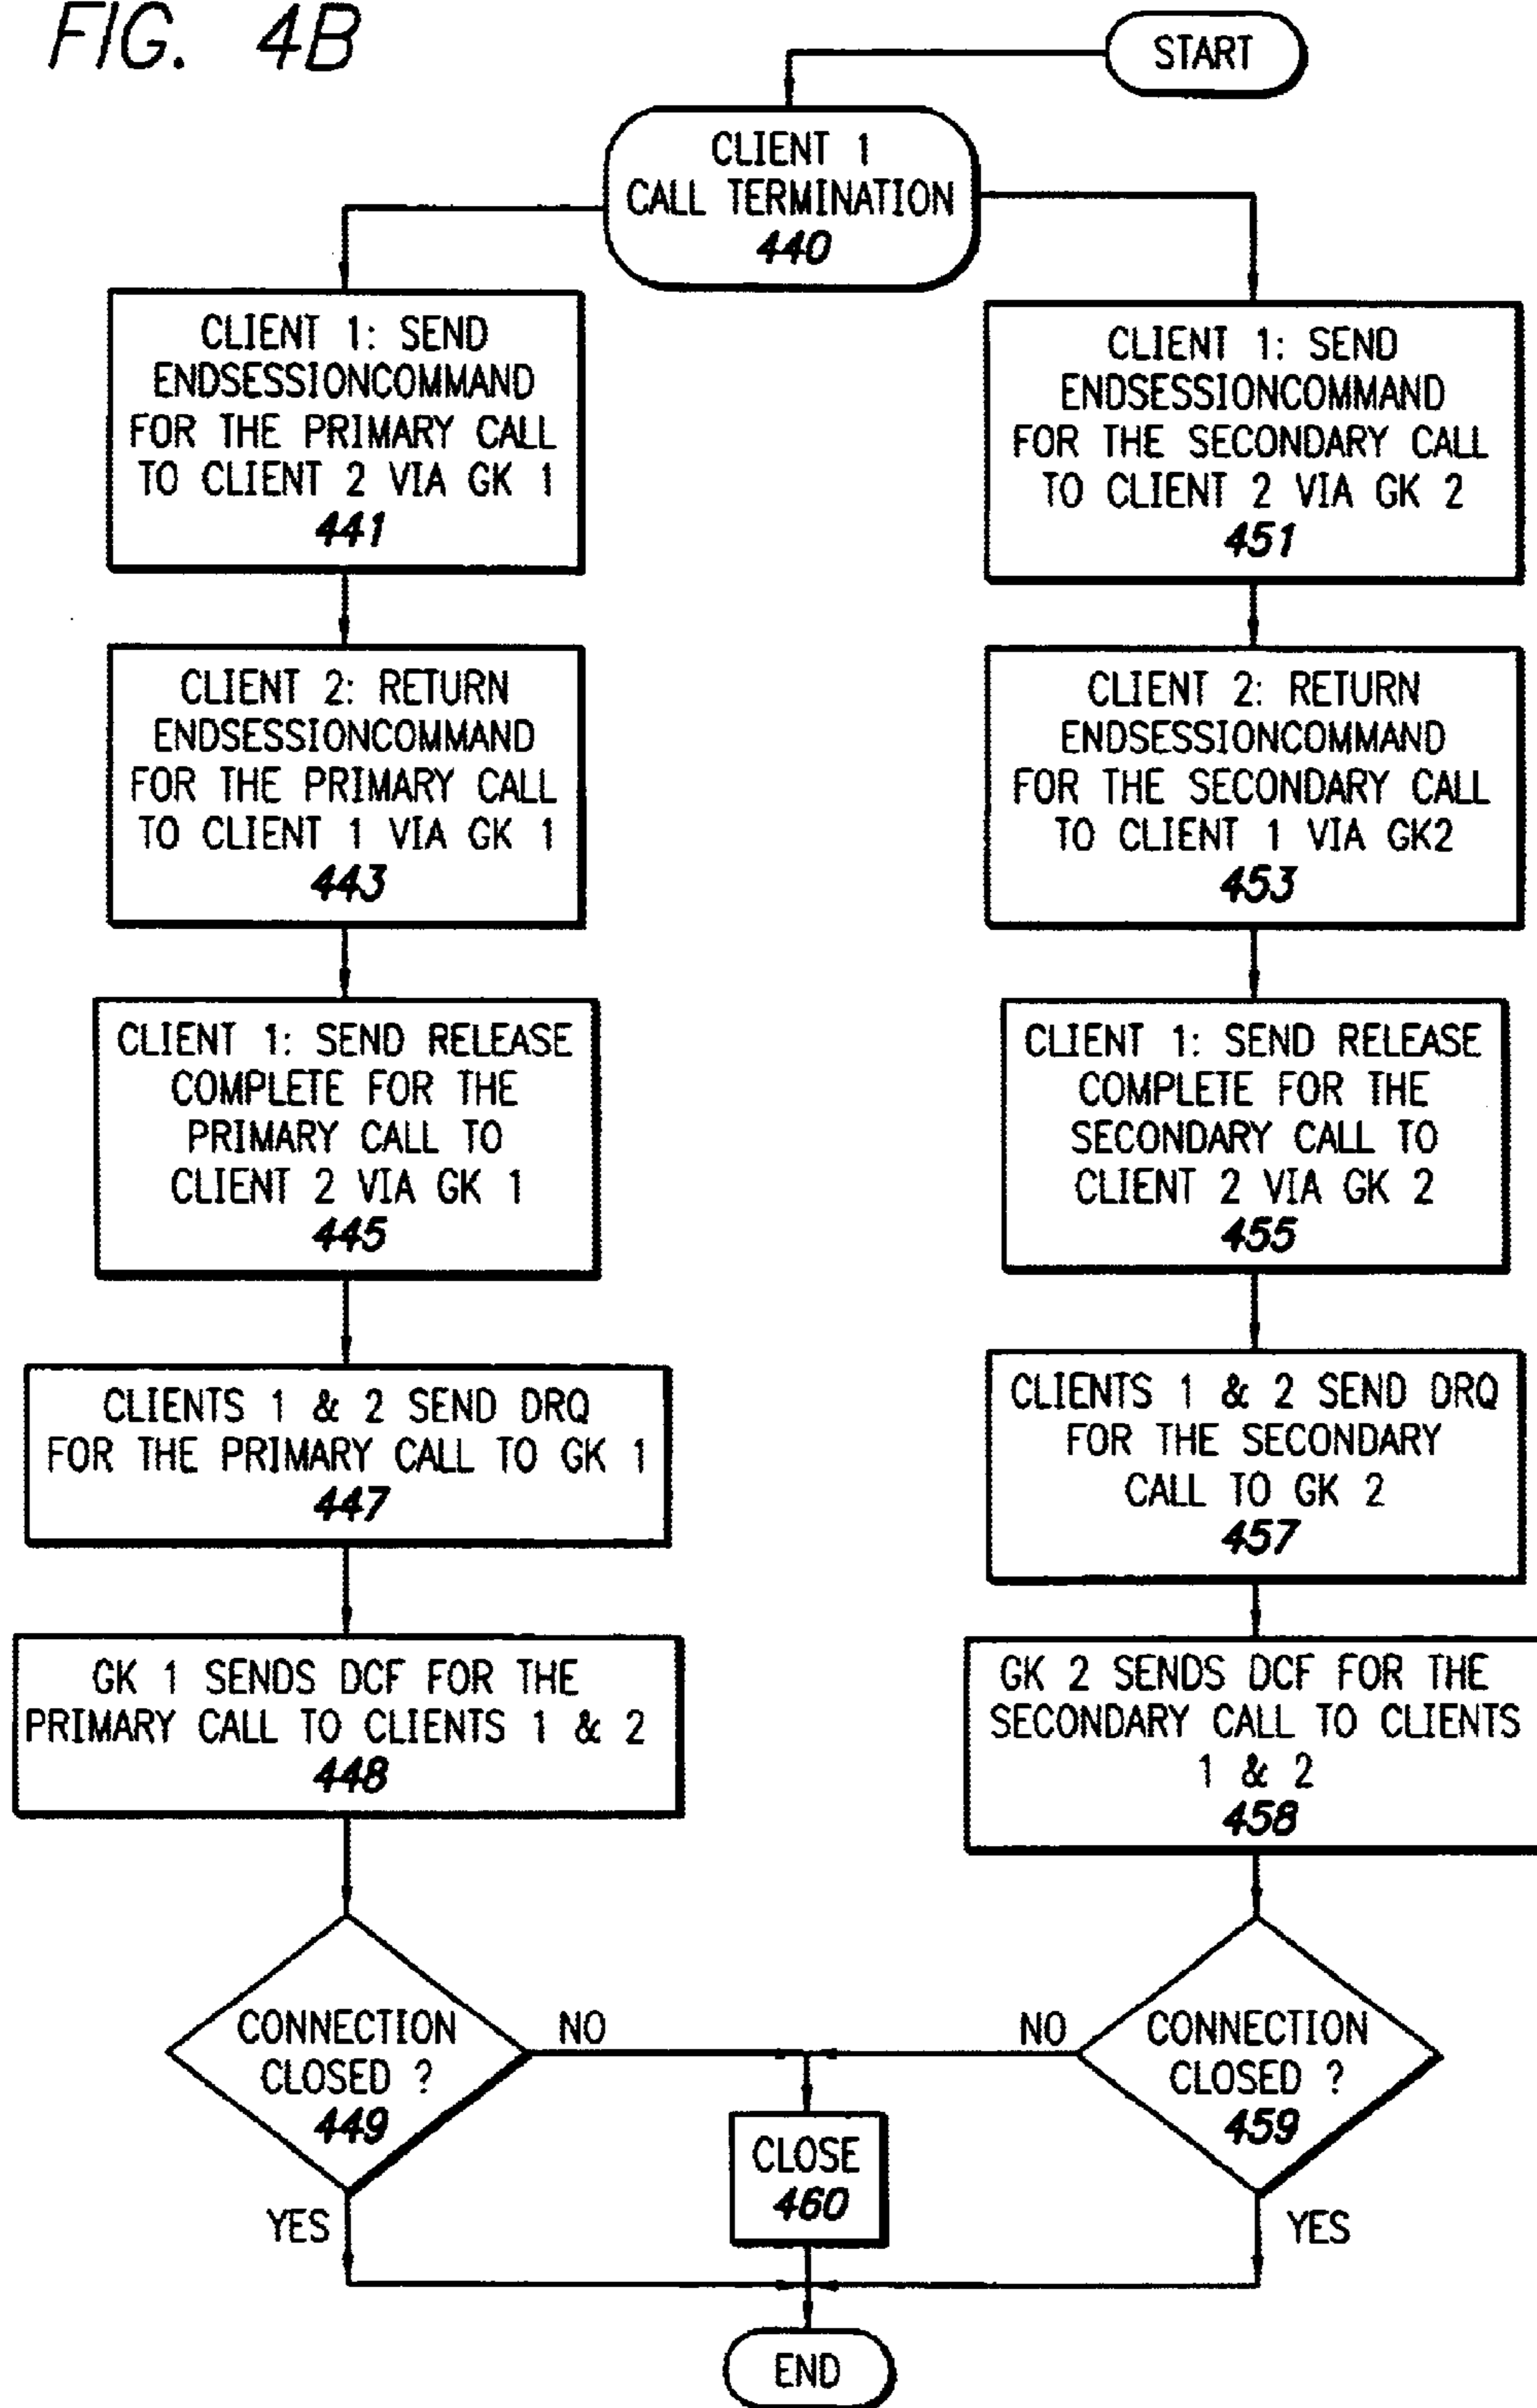 FIG. 4B
START
CLIENT 1
CALL TERMINATION
440
CLIENT 1: SEND
ENDSESSIONCOMMAND
FOR THE PRIMARY CALL
TO CLIENT 2 VIA GK 1
441
CLIENT 1: SEND
ENDSESSIONCOMMAND
FOR THE SECONDARY CALL
TO CLIENT 2 VIA GK 2
451
CLIENT 2: RETURN
ENDSESSIONCOMMAND
FOR THE PRIMARY CALL
TO CLIENT 1 VIA GK 1
443
CLIENT 2: RETURN
ENDSESSIONCOMMAND
FOR THE SECONDARY CALL
TO CLIENT 1 VIA GK2
453
CLIENT 1: SEND RELEASE
COMPLETE FOR THE
PRIMARY CALL TO
CLIENT 2 VIA GK 1
445
CLIENT 1: SEND RELEASE
COMPLETE FOR THE
SECONDARY CALL TO
CLIENT 2 VIA GK 2
455
CLIENTS 1 & 2 SEND DRQ
FOR THE PRIMARY CALL TO GK 1
447
CLIENTS 1 & 2 SEND DRQ
FOR THE SECONDARY
CALL TO GK 2
457
GK 1 SENDS DCF FOR THE
PRIMARY CALL TO CLIENTS 1 & 2
448
GK 2 SENDS DCF FOR THE
SECONDARY CALL TO CLIENTS
1 & 2
458
CONNECTION
CLOSED ?
449
NO
NO
CONNECTION
CLOSED ?
459
CLOSE
460
YES
YES
END